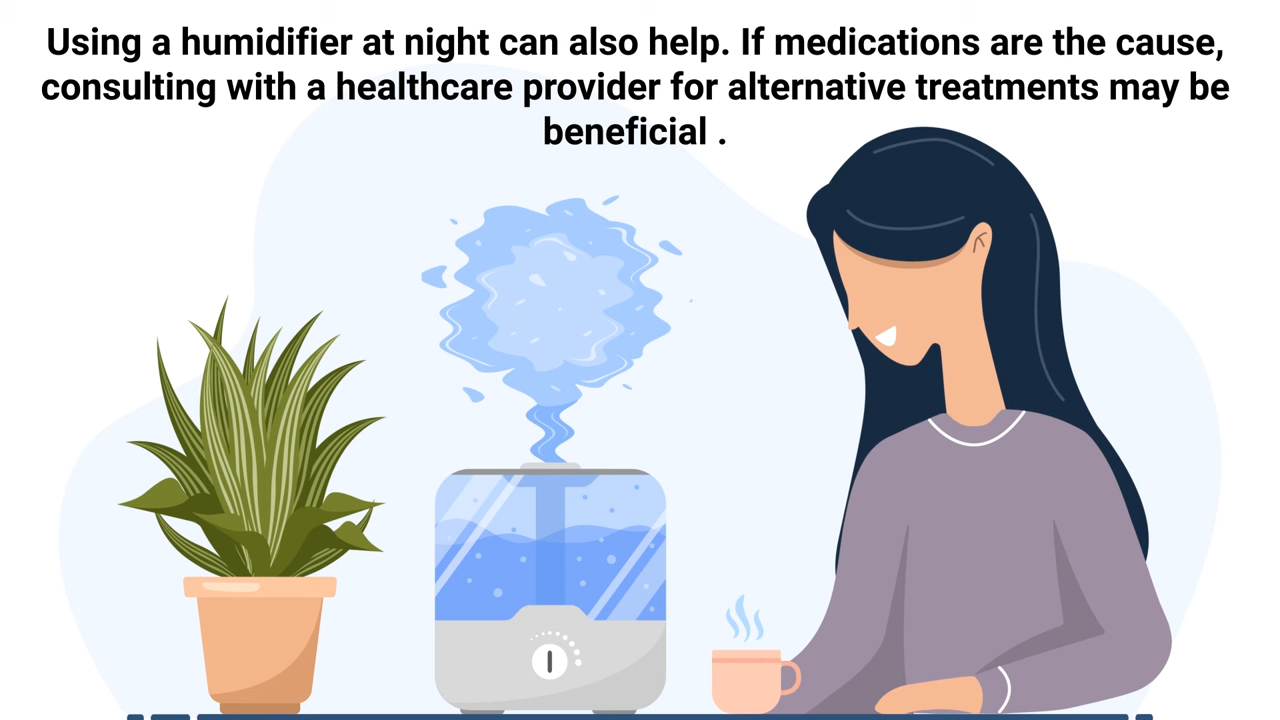 Using a humidifier at night can also help. If medications are the cause,
consulting with a healthcare provider for alternative treatments may be
beneficial .